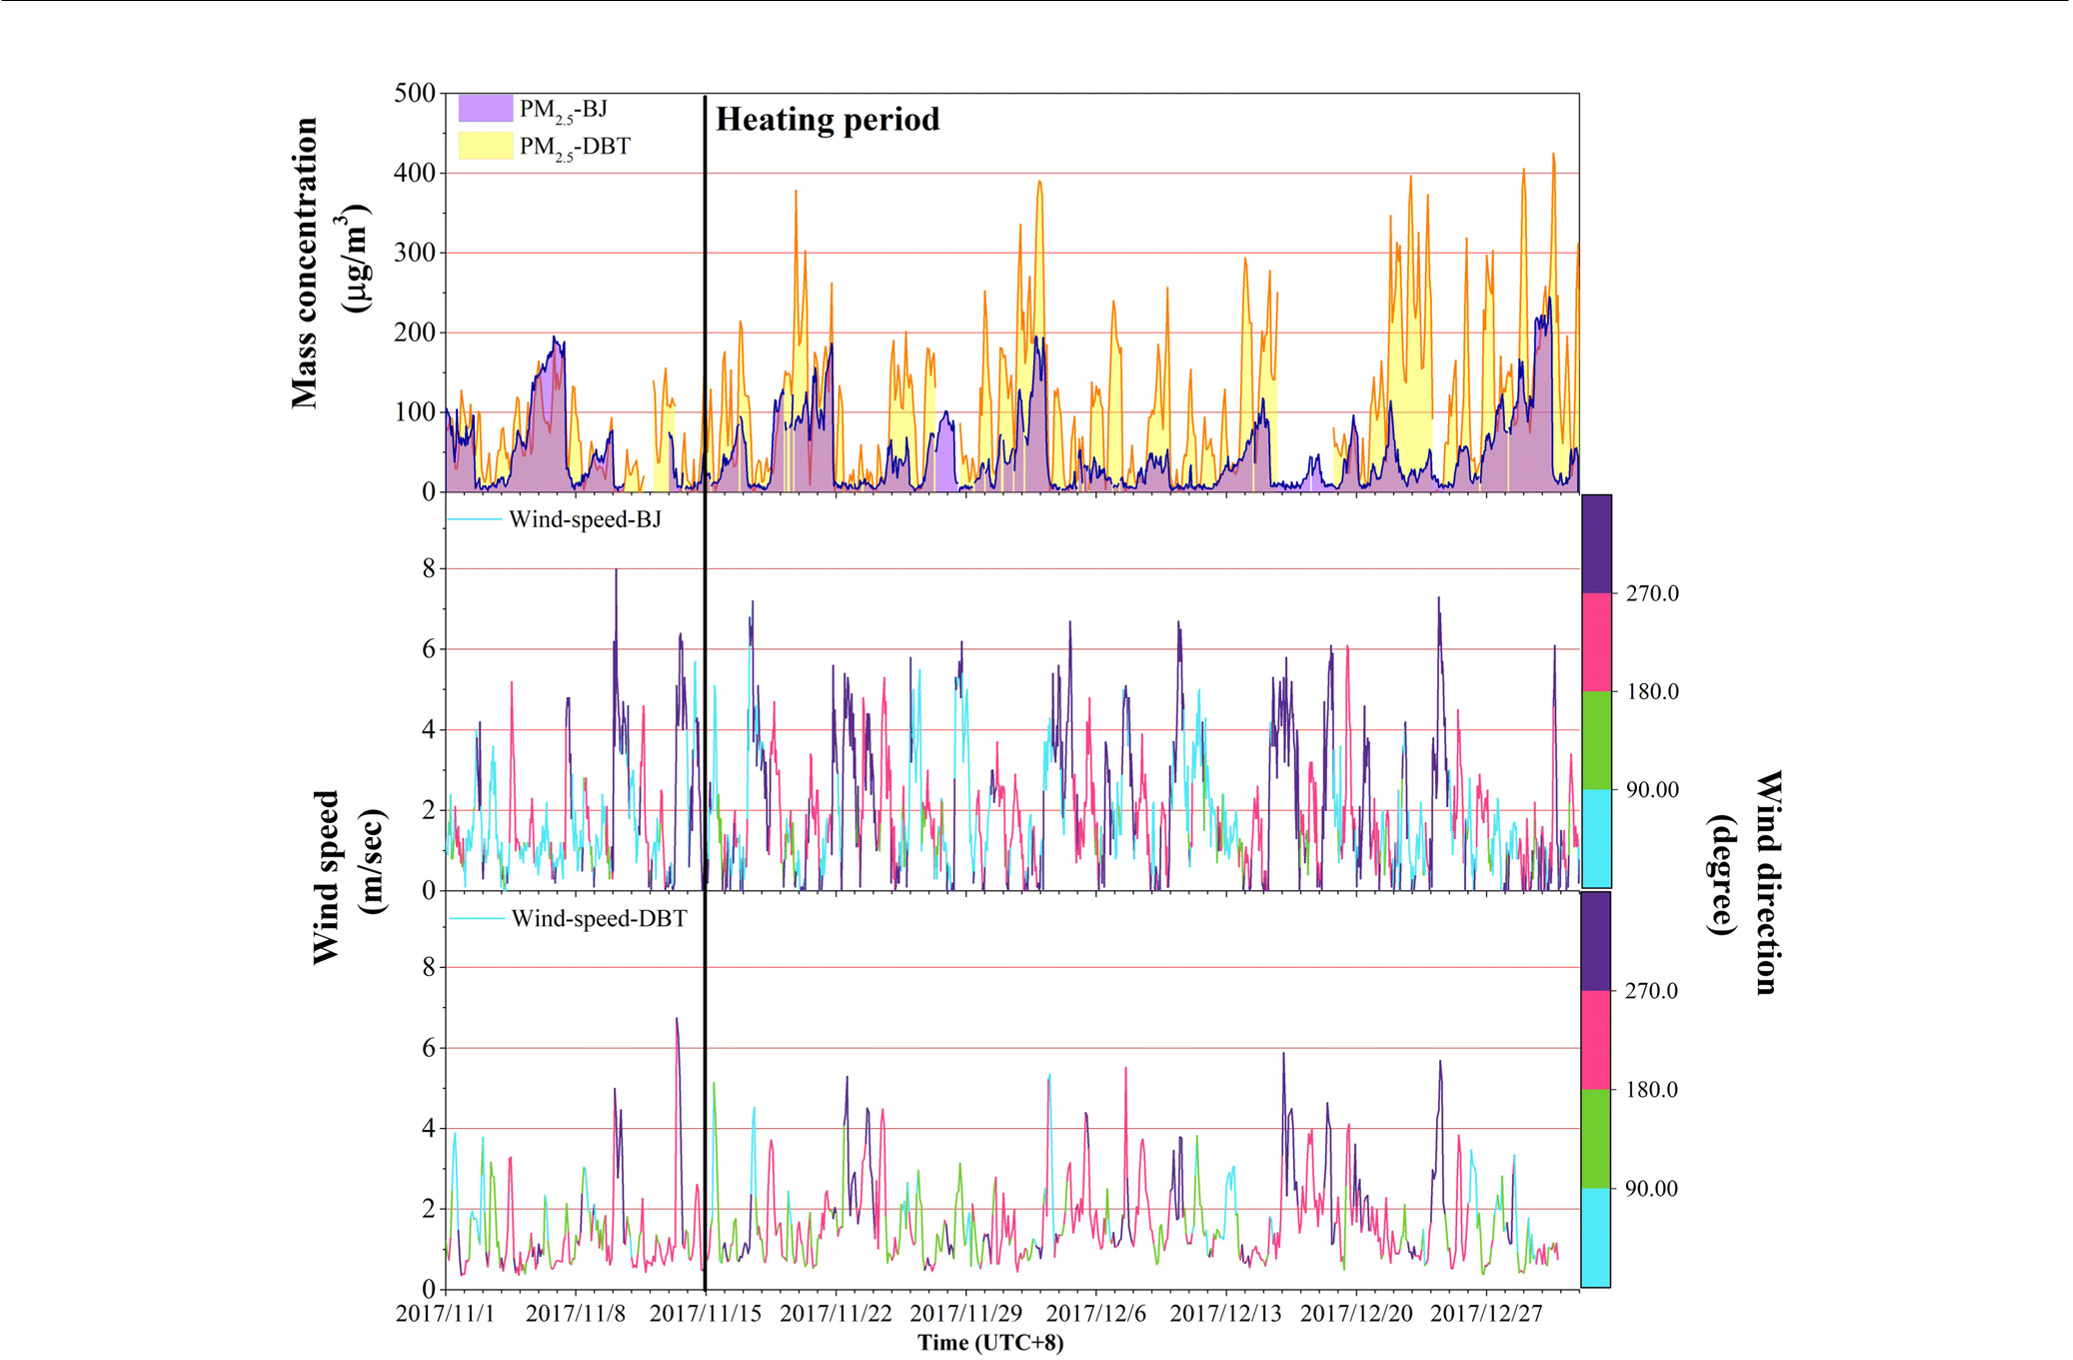 500
400
300
200
100
0
Mass concentration
(μg/m³)
PM₂.₅-BJ
PM₂.₅-DBT
Heating period
Wind-speed-BJ
8
6
4
2
0
270.0
180.0
90.00
Wind speed
(m/sec)
Wind direction
(degree)
Wind-speed-DBT
8
6
4
2
0
270.0
180.0
90.00
2017/11/1 2017/11/8 2017/11/15 2017/11/22 2017/11/29 2017/12/6 2017/12/13 2017/12/20 2017/12/27
Time (UTC+8)